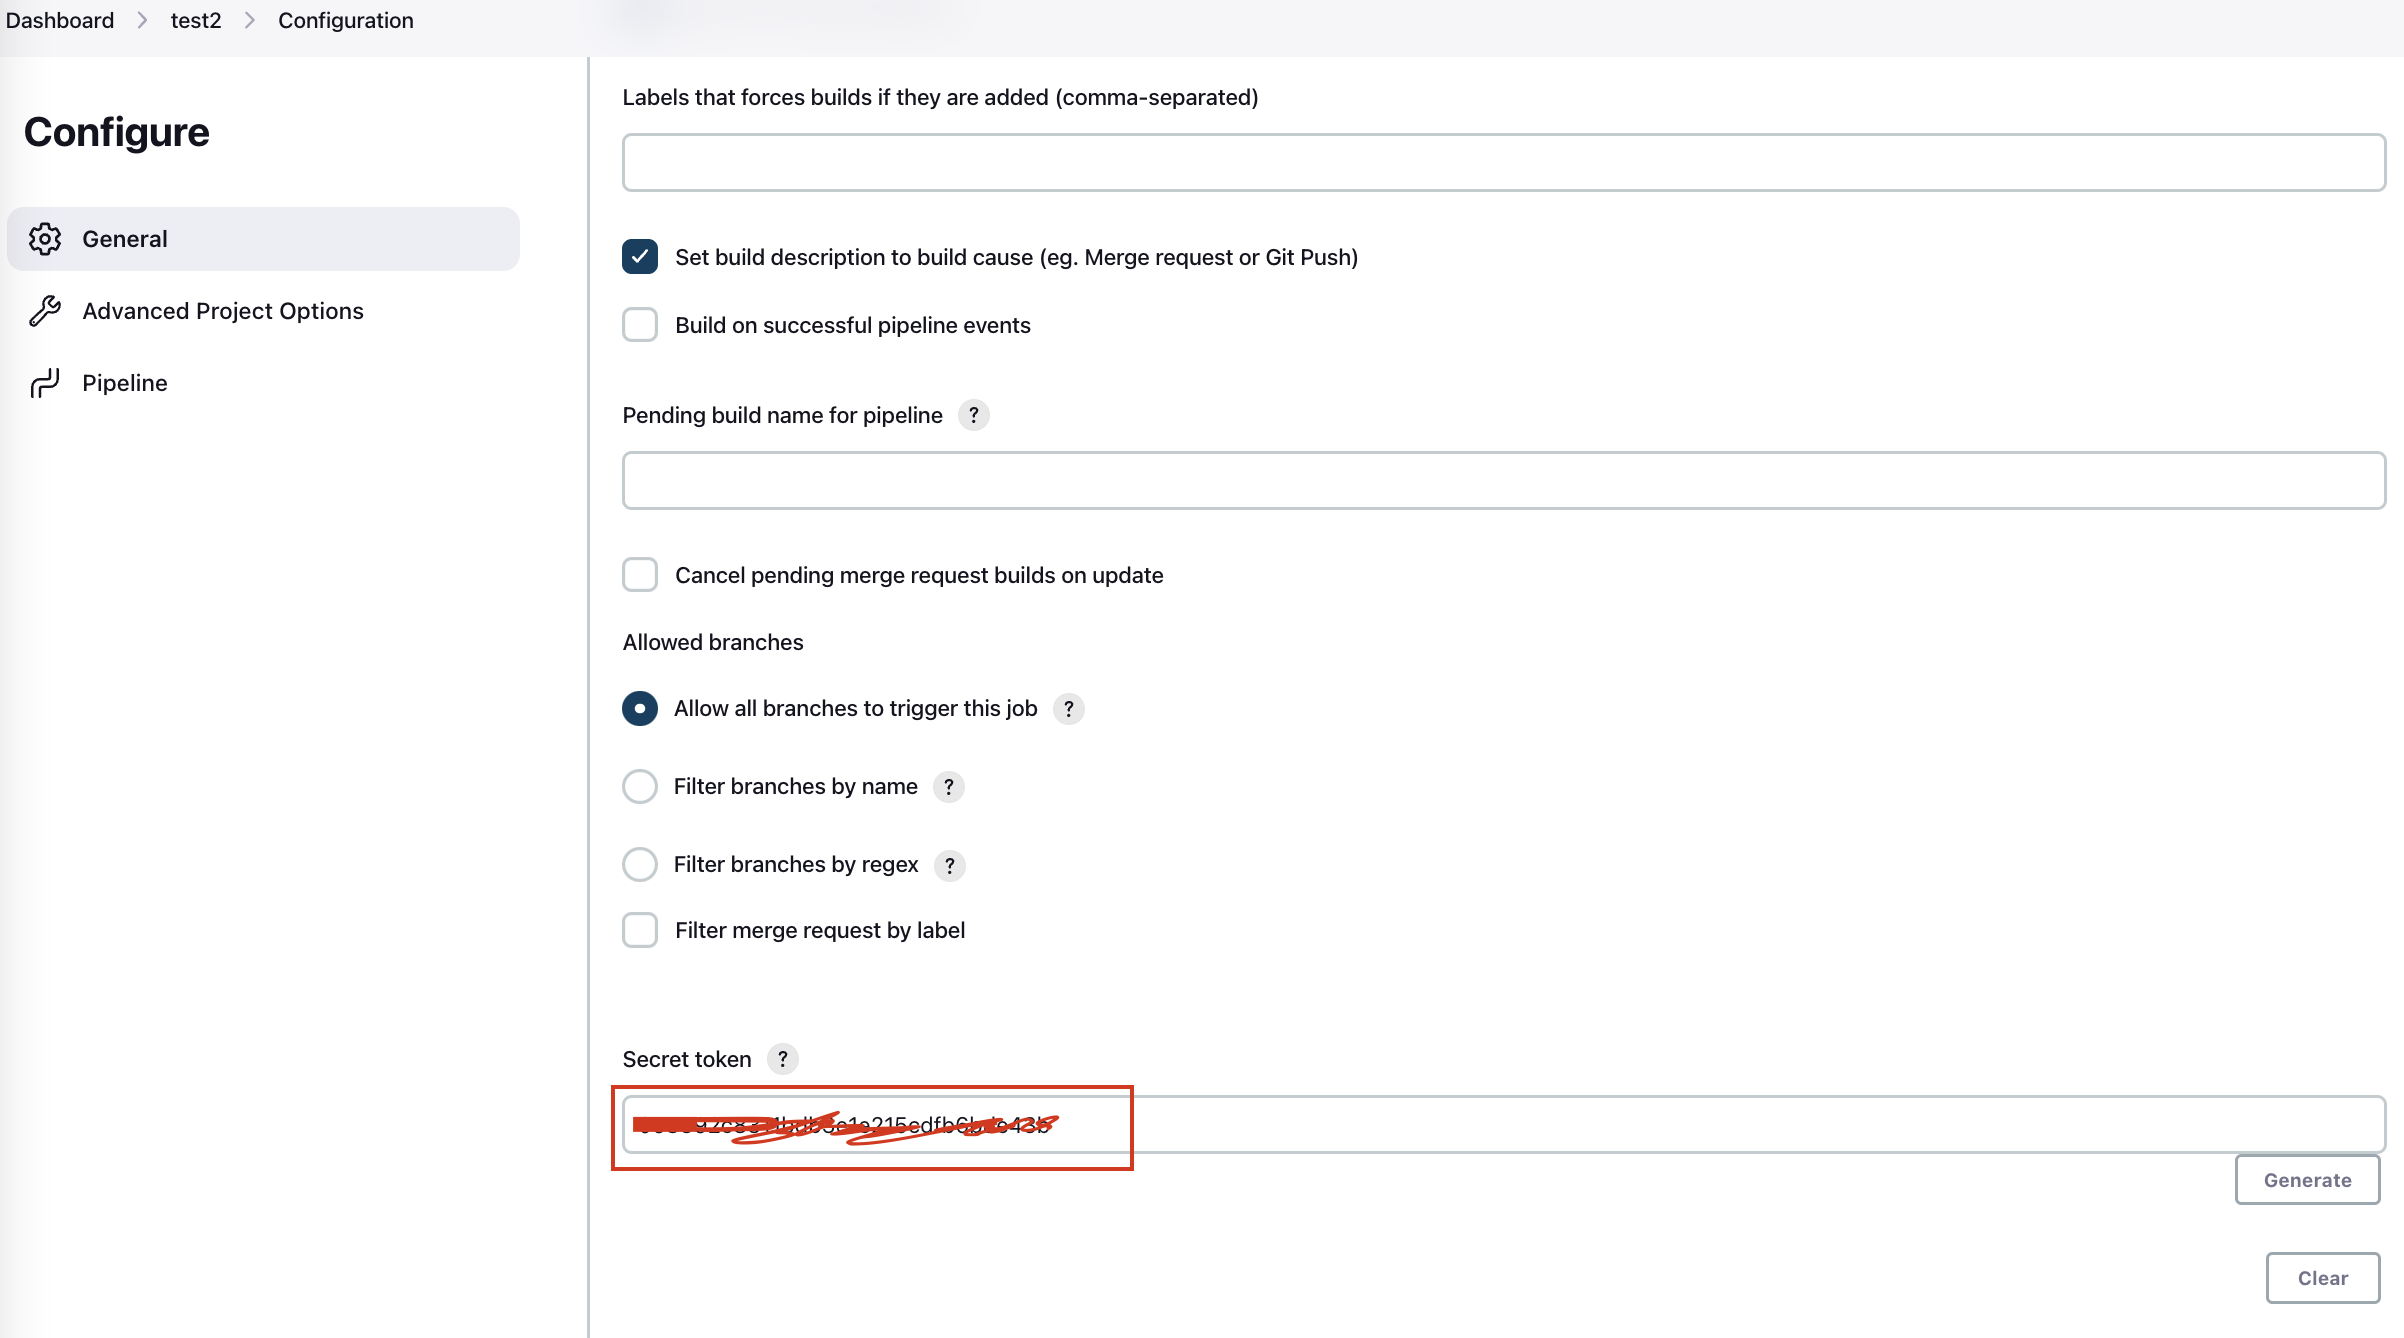 Dashboard > test2 > Configuration
Configure
General
Advanced Project Options
Pipeline
Labels that forces builds if they are added (comma-separated)
Set build description to build cause (eg. Merge request or Git Push)
Build on successful pipeline events
Pending build name for pipeline ?
Cancel pending merge request builds on update
Allowed branches
Allow all branches to trigger this job ?
Filter branches by name ?
Filter branches by regex ?
Filter merge request by label
Secret token ?
Generate
Clear